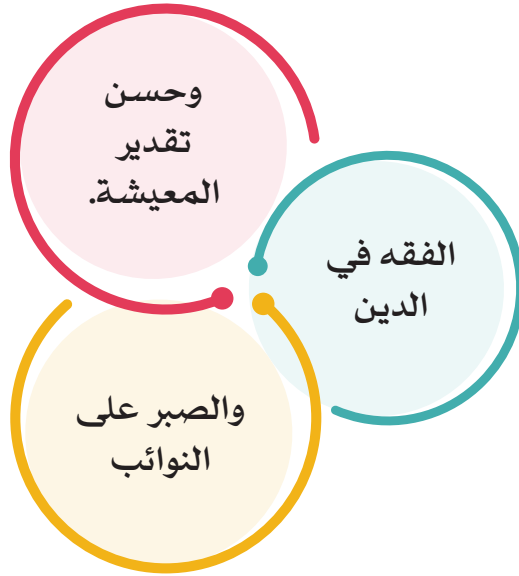 الفقه في
الدين
والصبر على
النوائب
وحسن
تقدير
المعيشة.